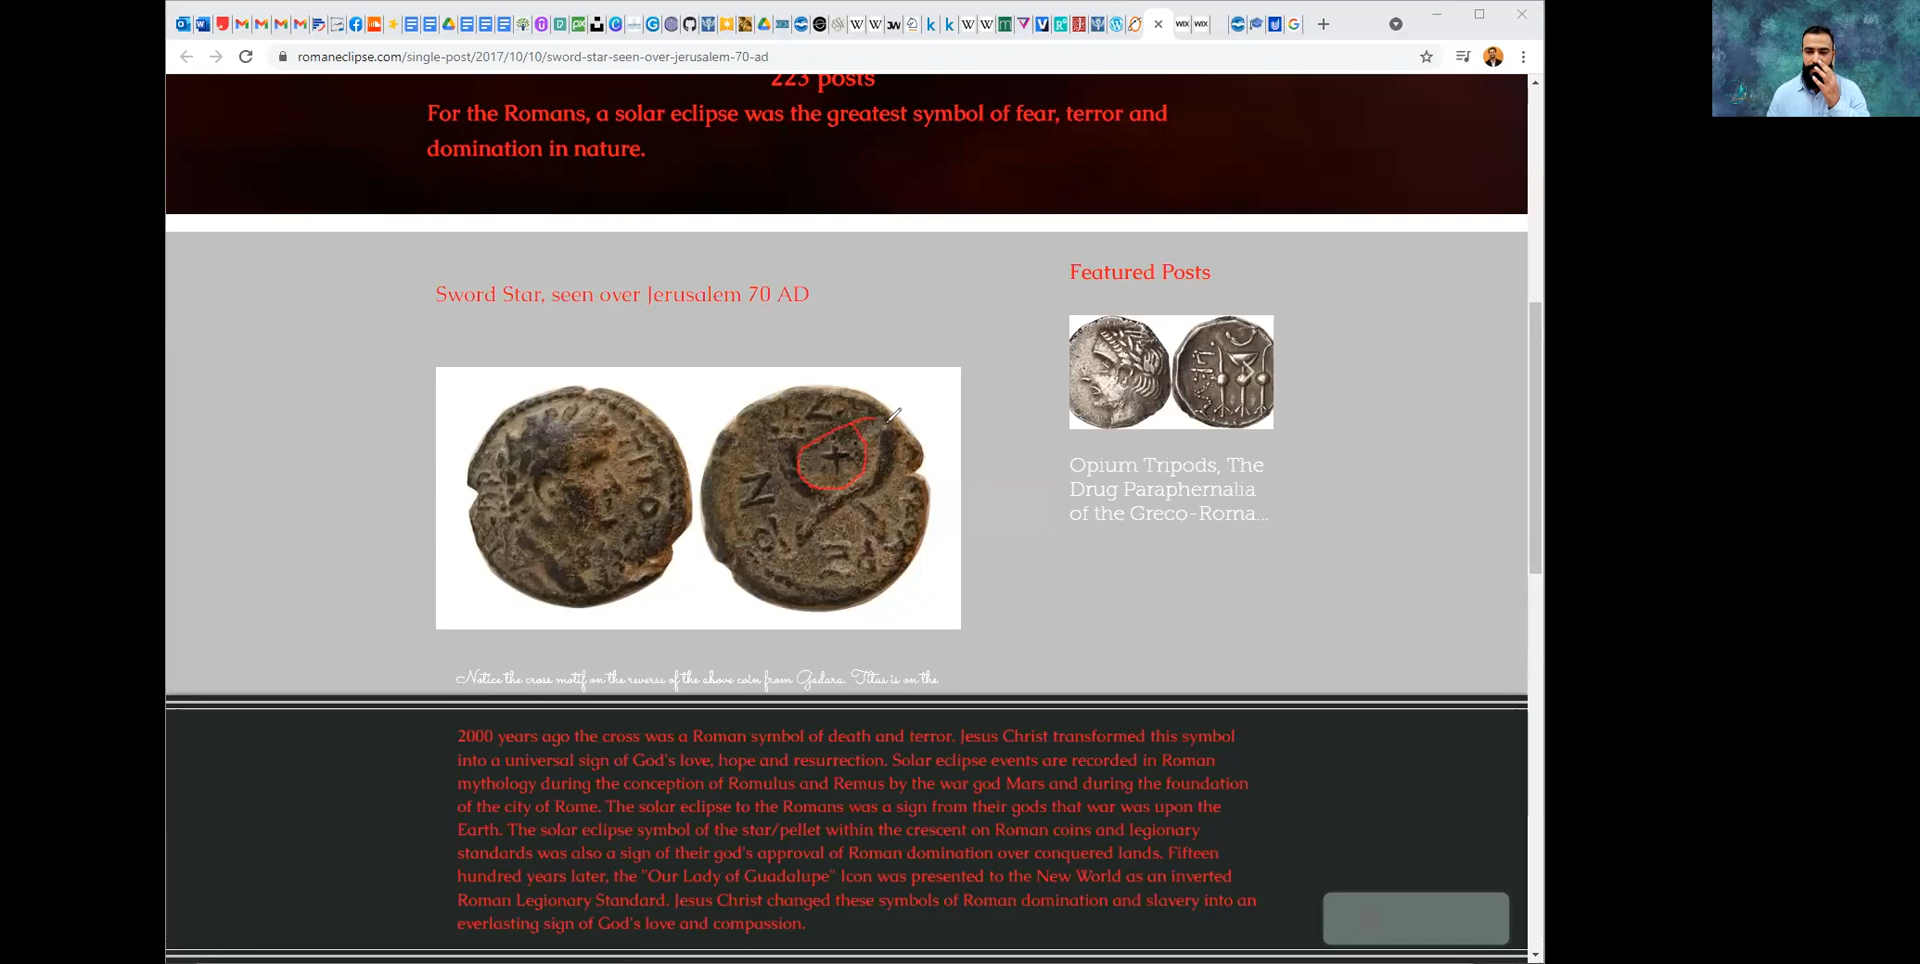 romaneclipse.com/single-post/2017/10/10/sword-star-seen-over-jerusalem-70-ad
223 posts
For the Romans, a solar eclipse was the greatest symbol of fear, terror and
domination in nature.
Sword Star, seen over Jerusalem 70 AD
Notice the cross motif on the reverse of the above coin from Gadara. Titus is on the
Featured Posts
Opium Tripods, The
Drug Paraphernalia
of the Greco-Roma...
2000 years ago the cross was a Roman symbol of death and terror. Jesus Christ transformed this symbol
into a universal sign of God's love, hope and resurrection. Solar eclipse events are recorded in Roman
mythology during the conception of Romulus and Remus by the war god Mars and during the foundation
of the city of Rome. The solar eclipse to the Romans was a sign from their gods that war was upon the
Earth. The solar eclipse symbol of the star/pellet within the crescent on Roman coins and legionary
standards was also a sign of their god's approval of Roman domination over conquered lands. Fifteen
hundred years later, the "Our Lady of Guadalupe" Icon was presented to the New World as an inverted
Roman Legionary Standard. Jesus Christ changed these symbols of Roman domination and slavery into an
everlasting sign of God's love and compassion.